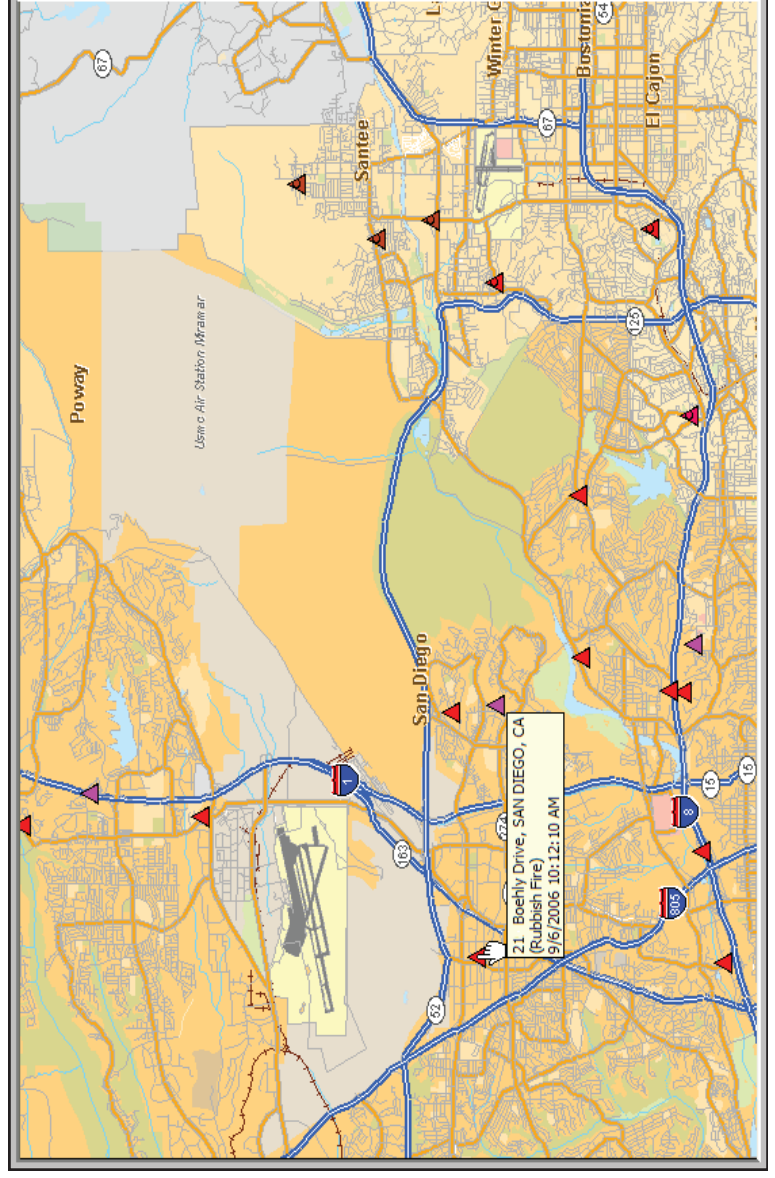 Poway
67
Usmc Air Station Miramar
1
Santee
163
San Diego
52
Winter
21 Boehly Drive, SAN DIEGO, CA
(Rubbish Fire)
9/6/2006 10:12:10 AM
67
Bostonia
54
125
El Cajon
805
8
15
15